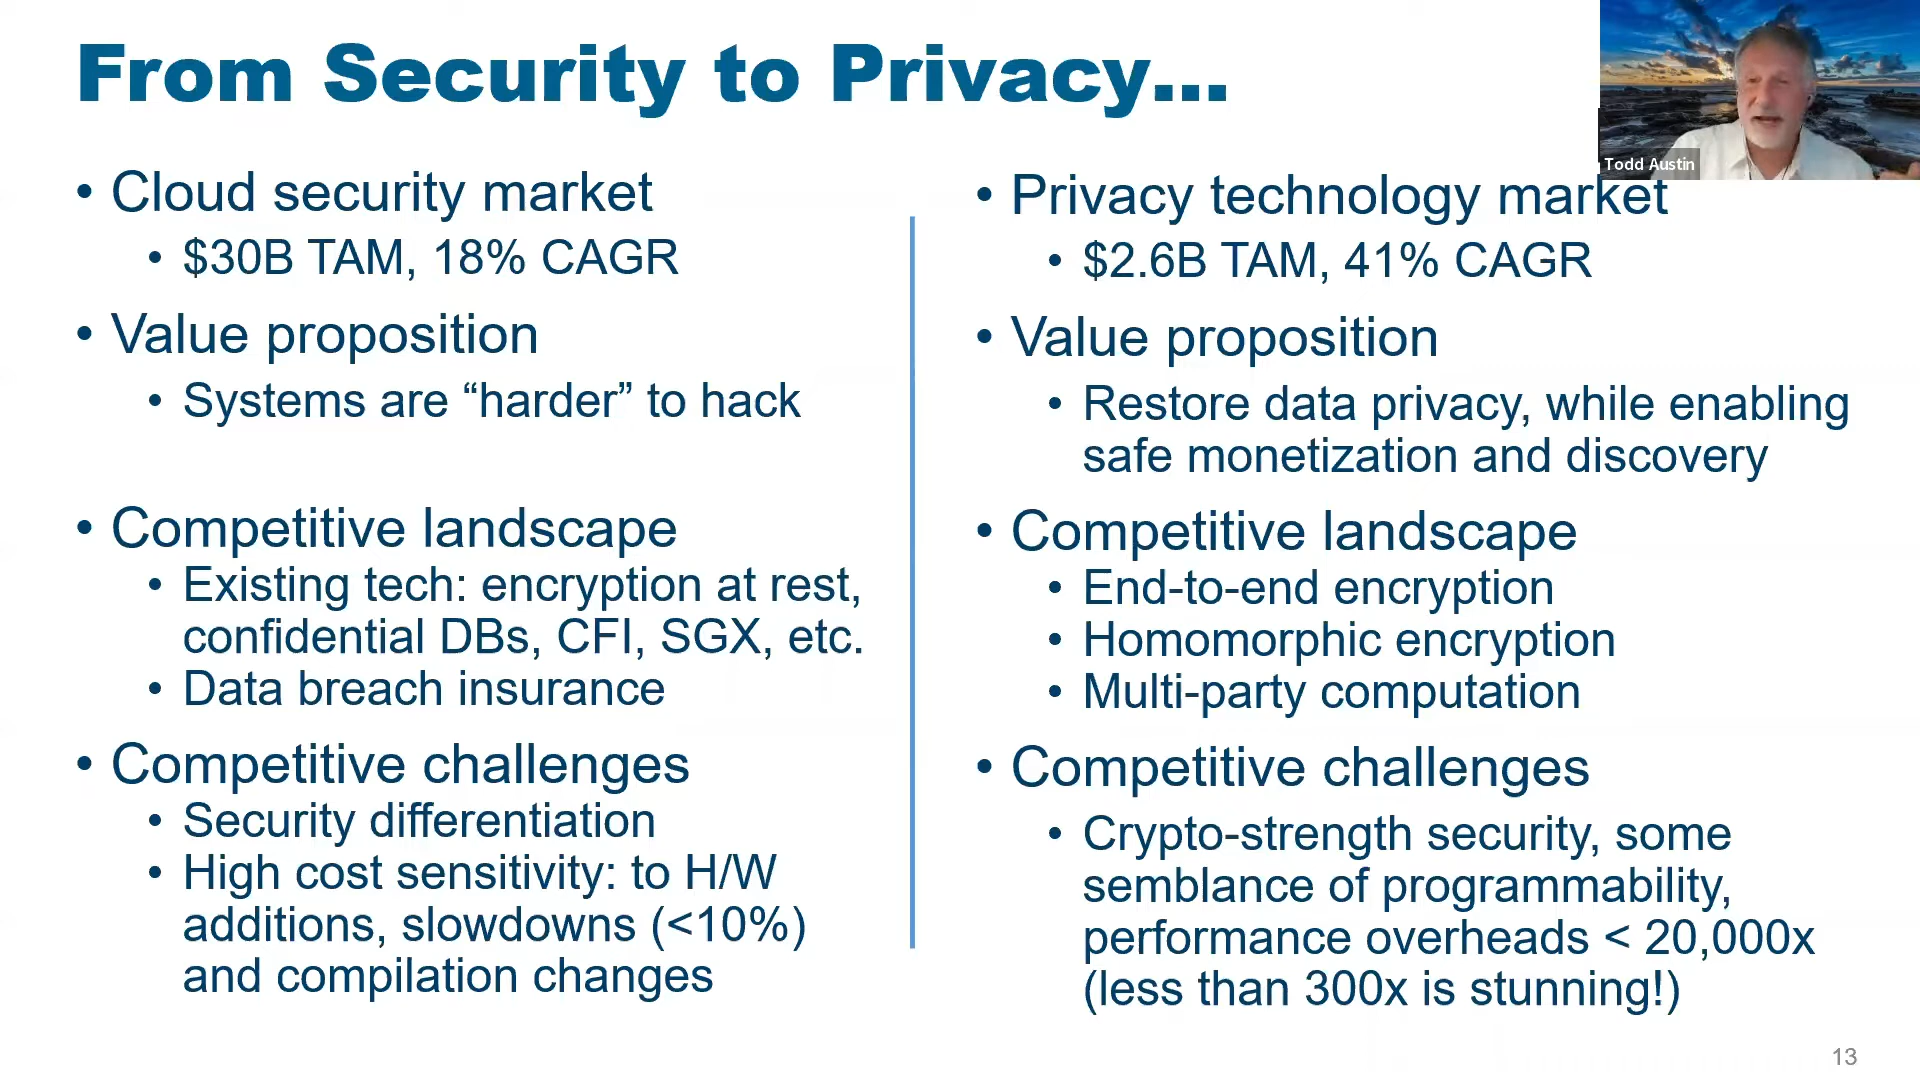 From Security to Privacy...
Todd Austin
• Cloud security market
• $30B TAM, 18% CAGR
• Value proposition
• Systems are “harder” to hack
• Competitive landscape
• Existing tech: encryption at rest,
confidential DBs, CFI, SGX, etc.
• Data breach insurance
• Competitive challenges
• Security differentiation
• High cost sensitivity: to H/W
additions, slowdowns (<10%)
and compilation changes
• Privacy technology market
• $2.6B TAM, 41% CAGR
• Value proposition
• Restore data privacy, while enabling
safe monetization and discovery
• Competitive landscape
• End-to-end encryption
• Homomorphic encryption
• Multi-party computation
• Competitive challenges
• Crypto-strength security, some
semblance of programmability,
performance overheads < 20,000x
(less than 300x is stunning!)
13